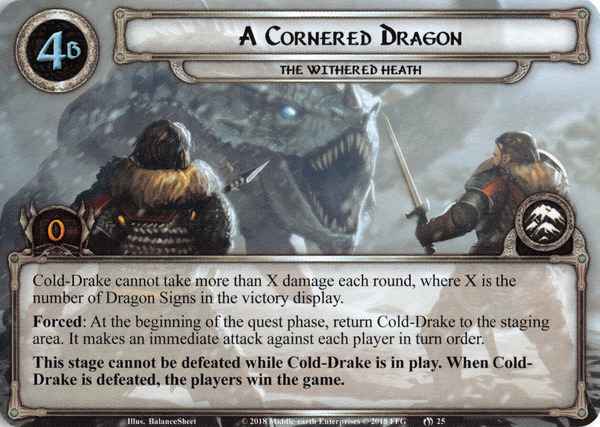 4B
A Cornered Dragon
The Withered Heath
0
Cold-Drake cannot take more than X damage each round, where X is the
number of Dragon Signs in the victory display.
Forced: At the beginning of the quest phase, return Cold-Drake to the staging
area. It makes an immediate attack against each player in turn order.
This stage cannot be defeated while Cold-Drake is in play. When Cold-
Drake is defeated, the players win the game.
Illus. BalanceSheet © 2018 Middle-earth Enterprises © 2018 FFG 25